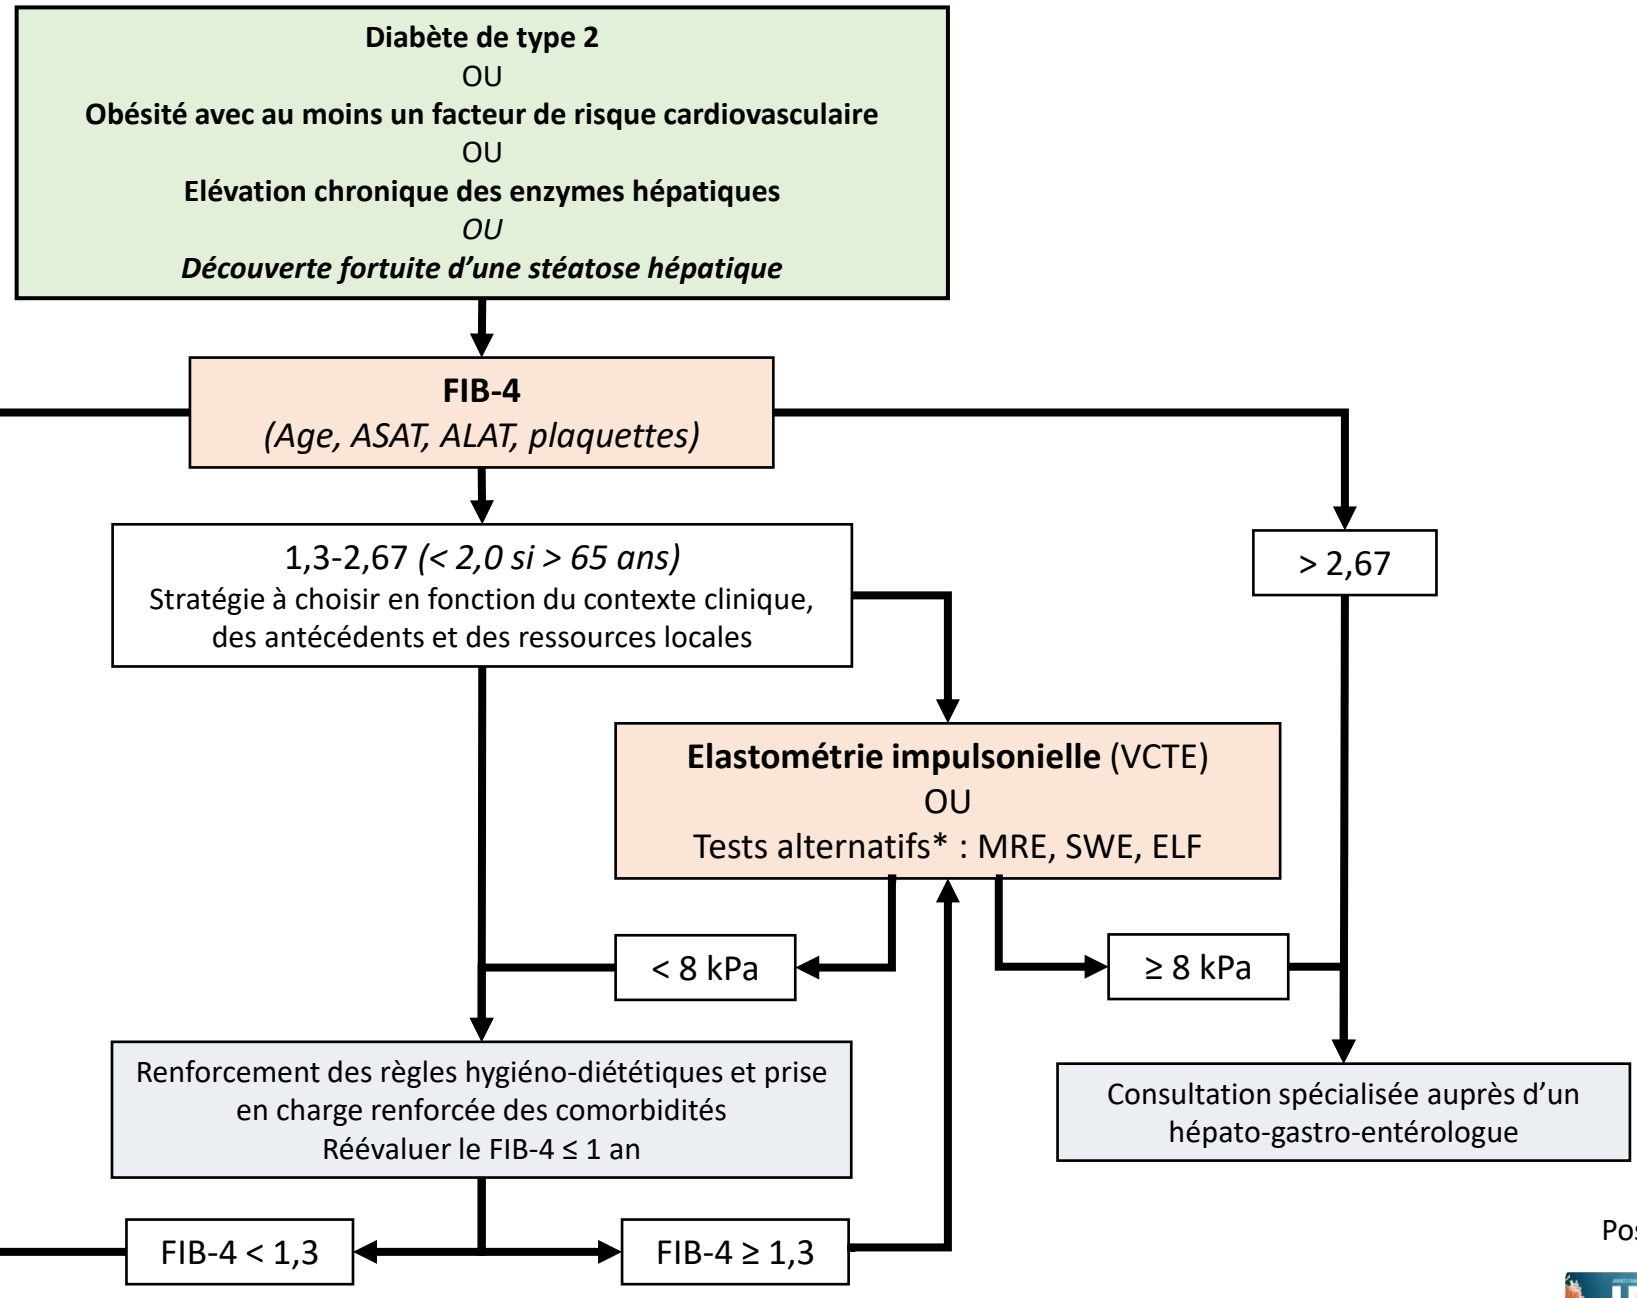 Diabète de type 2
OU
Obésité avec au moins un facteur de risque cardiovasculaire
OU
Elévation chronique des enzymes hépatiques
OU
Découverte fortuite d’une stéatose hépatique
FIB-4
(Age, ASAT, ALAT, plaquettes)
1,3-2,67 (< 2,0 si > 65 ans)
Stratégie à choisir en fonction du contexte clinique,
des antécédents et des ressources locales
> 2,67
Elastométrie impulsonielle (VCTE)
OU
Tests alternatifs* : MRE, SWE, ELF
< 8 kPa
≥ 8 kPa
Renforcement des règles hygiéno-diététiques et prise
en charge renforcée des comorbidités
Réévaluer le FIB-4 ≤ 1 an
Consultation spécialisée auprès d’un
hépato-gastro-entérologue
FIB-4 < 1,3
FIB-4 ≥ 1,3